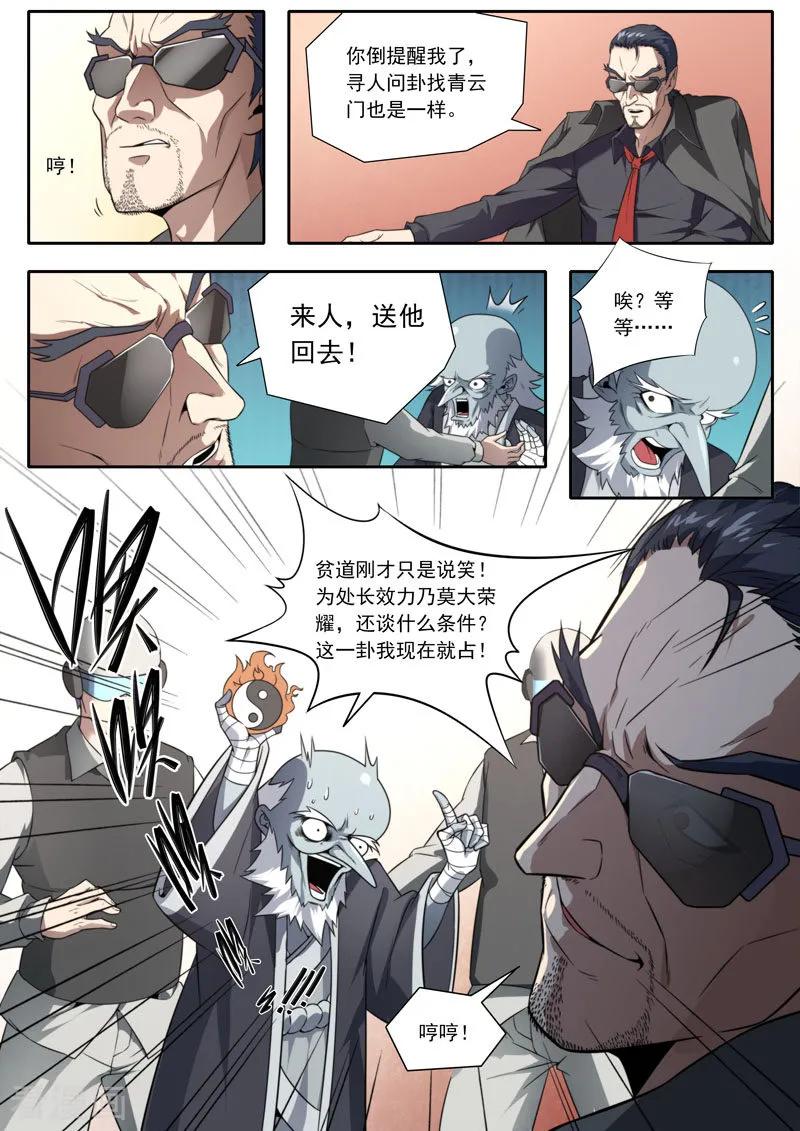 哼！
你倒提醒我了，
寻人问卦找青云
门也是一样。
来人，送他
回去！
唉？等
等……
贫道刚才只是说笑！
为处长效力乃莫大荣
耀，还谈什么条件？
这一卦我现在就占！
哼哼！